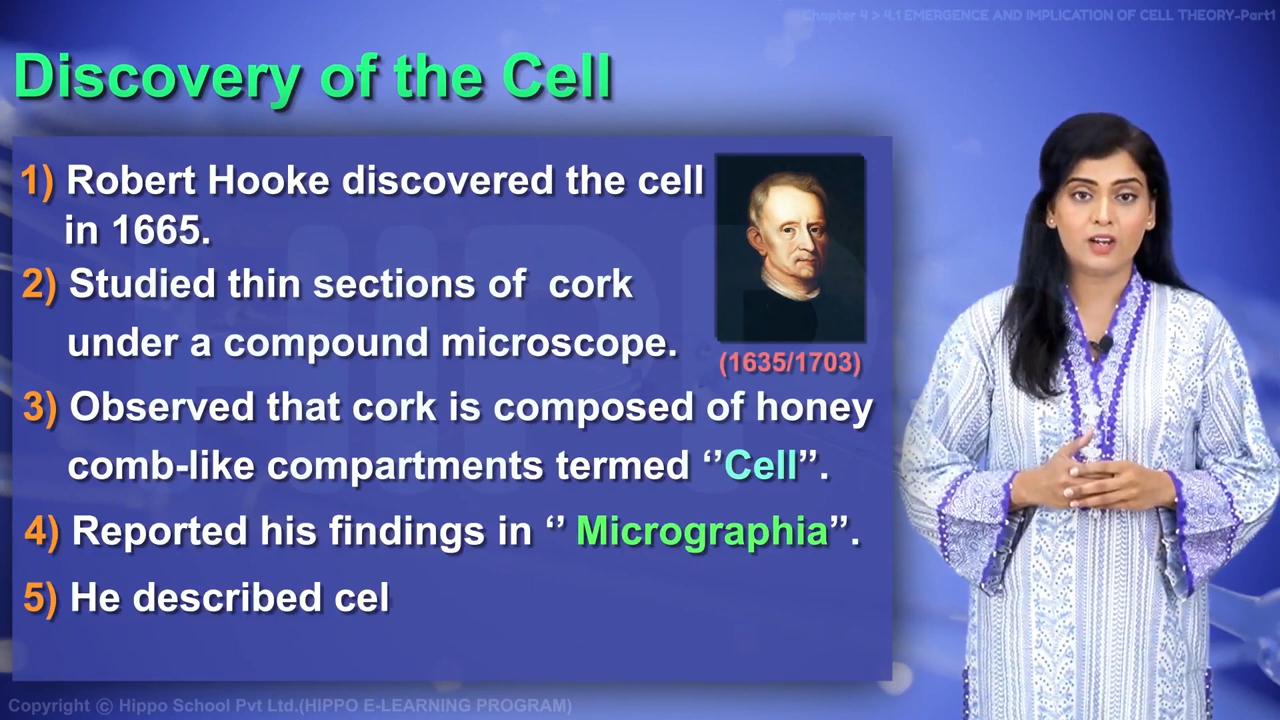 Chapter 4 > 4.1 EMERGENCE AND IMPLICATION OF CELL THEORY-Part1
Discovery of the Cell
1) Robert Hooke discovered the cell
in 1665.
2) Studied thin sections of cork
under a compound microscope.
(1635/1703)
3) Observed that cork is composed of honey
comb-like compartments termed ‘’Cell’’.
4) Reported his findings in ‘’ Micrographia’’.
5) He described cel
HIPP
Copyright © Hippo School Pvt Ltd.(HIPPO E-LEARNING PROGRAM)